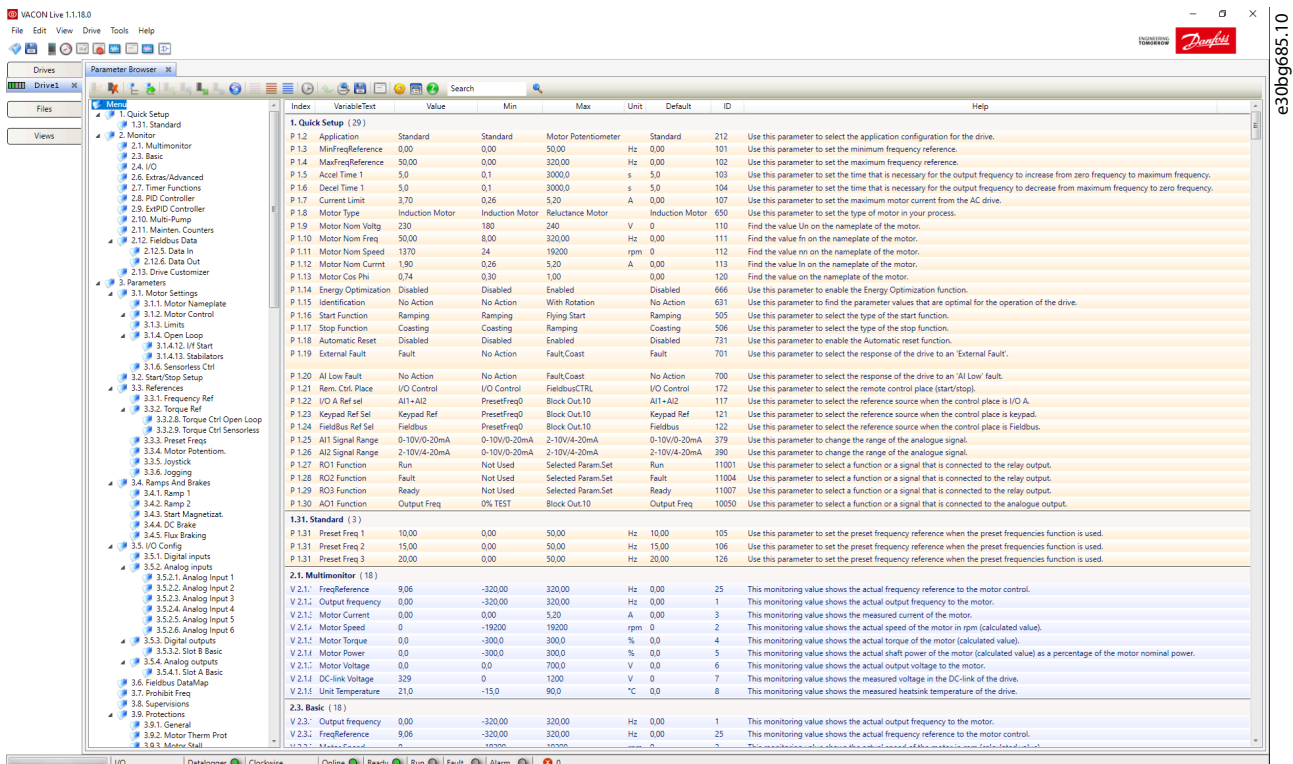 VACON Live 1.1.18.0
File Edit View Drive Tools Help
ENGINEERING TOMORROW Danfoss
e30bg685.10
Drives
Drive1
Files
Views
Parameter Browser
Search
Menu
1. Quick Setup
1.31. Standard
2. Monitor
2.1. Multimonitor
2.3. Basic
2.4. I/O
2.6. Extras/Advanced
2.7. Timer Functions
2.8. PID Controller
2.9. ExtPID Controller
2.10. Multi-Pump
2.11. Mainten. Counters
2.12. Fieldbus Data
2.12.5. Data In
2.12.6. Data Out
2.13. Drive Customizer
3. Parameters
3.1. Motor Settings
3.1.1. Motor Nameplate
3.1.2. Motor Control
3.1.3. Limits
3.1.4. Open Loop
3.1.4.12. I/f Start
3.1.4.13. Stabilators
3.1.6. Sensorless Ctrl
3.2. Start/Stop Setup
3.3. References
3.3.1. Frequency Ref
3.3.2. Torque Ref
3.3.2.8. Torque Ctrl Open Loop
3.3.2.9. Torque Ctrl Sensorless
3.3.3. Preset Freqs
3.3.4. Motor Potentiom.
3.3.5. Joystick
3.3.6. Jogging
3.4. Ramps And Brakes
3.4.1. Ramp 1
3.4.2. Ramp 2
3.4.3. Start Magnetizat.
3.4.4. DC Brake
3.4.5. Flux Braking
3.5. I/O Config
3.5.1. Digital inputs
3.5.2. Analog inputs
3.5.2.1. Analog Input 1
3.5.2.2. Analog Input 2
3.5.2.3. Analog Input 3
3.5.2.4. Analog Input 4
3.5.2.5. Analog Input 5
3.5.2.6. Analog Input 6
3.5.3. Digital outputs
3.5.3.2. Slot B Basic
3.5.4. Analog outputs
3.5.4.1. Slot A Basic
3.6. Fieldbus DataMap
3.7. Prohibit Freq
3.8. Supervisions
3.9. Protections
3.9.1. General
3.9.2. Motor Therm Prot
3.9.3. Motor Stall
Index VariableText Value Min Max Unit Default ID Help
1. Quick Setup (29)
P 1.2 Application Standard Standard Motor Potentiometer Standard 212 Use this parameter to select the application configuration for the drive.
P 1.3 MinFreqReference 0,00 0,00 50,00 Hz 0,00 101 Use this parameter to set the minimum frequency reference.
P 1.4 MaxFreqReference 50,00 0,00 320,00 Hz 0,00 102 Use this parameter to set the maximum frequency reference.
P 1.5 Accel Time 1 5,0 0,1 3000,0 s 5,0 103 Use this parameter to set the time that is necessary for the output frequency to increase from zero frequency to maximum frequency.
P 1.6 Decel Time 1 5,0 0,1 3000,0 s 5,0 104 Use this parameter to set the time that is necessary for the output frequency to decrease from maximum frequency to zero frequency.
P 1.7 Current Limit 3,70 0,26 5,20 A 0,00 107 Use this parameter to set the maximum motor current from the AC drive.
P 1.8 Motor Type Induction Motor Induction Motor Reluctance Motor Induction Motor 650 Use this parameter to set the type of motor in your process.
P 1.9 Motor Nom Voltg 230 180 240 V 0 110 Find the value Un on the nameplate of the motor.
P 1.10 Motor Nom Freq 50,00 8,00 320,00 Hz 0,00 111 Find the value fn on the nameplate of the motor.
P 1.11 Motor Nom Speed 1370 24 19200 rpm 0 112 Find the value nn on the nameplate of the motor.
P 1.12 Motor Nom Currnt 1,90 0,26 5,20 A 0,00 113 Find the value In on the nameplate of the motor.
P 1.13 Motor Cos Phi 0,74 0,30 1,00 0,00 120 Find the value on the nameplate of the motor.
P 1.14 Energy Optimization Disabled Disabled Enabled Disabled 666 Use this parameter to enable the Energy Optimization function.
P 1.15 Identification No Action No Action With Rotation No Action 631 Use this parameter to find the parameter values that are optimal for the operation of the drive.
P 1.16 Start Function Ramping Ramping Flying Start Ramping 505 Use this parameter to select the type of the start function.
P 1.17 Stop Function Coasting Coasting Ramping Coasting 506 Use this parameter to select the type of the stop function.
P 1.18 Automatic Reset Disabled Disabled Enabled Disabled 731 Use this parameter to enable the Automatic reset function.
P 1.19 External Fault Fault No Action Fault,Coast Fault 701 Use this parameter to select the response of the drive to an 'External Fault'.
P 1.20 AI Low Fault No Action No Action Fault,Coast No Action 700 Use this parameter to select the response of the drive to an 'AI Low' fault.
P 1.21 Rem. Ctrl. Place I/O Control I/O Control FieldbusCTRL I/O Control 172 Use this parameter to select the remote control place (start/stop).
P 1.22 I/O A Ref sel AI1+AI2 PresetFreq0 Block Out.10 AI1+AI2 117 Use this parameter to select the reference source when the control place is I/O A.
P 1.23 Keypad Ref Sel Keypad Ref PresetFreq0 Block Out.10 Keypad Ref 121 Use this parameter to select the reference source when the control place is keypad.
P 1.24 FieldBus Ref Sel Fieldbus PresetFreq0 Block Out.10 Fieldbus 122 Use this parameter to select the reference source when the control place is Fieldbus.
P 1.25 AI1 Signal Range 0-10V/0-20mA 0-10V/0-20mA 2-10V/4-20mA 0-10V/0-20mA 379 Use this parameter to change the range of the analogue signal.
P 1.26 AI2 Signal Range 2-10V/4-20mA 0-10V/0-20mA 2-10V/4-20mA 2-10V/4-20mA 390 Use this parameter to change the range of the analogue signal.
P 1.27 RO1 Function Run Not Used Selected Param.Set Run 11001 Use this parameter to select a function or a signal that is connected to the relay output.
P 1.28 RO2 Function Fault Not Used Selected Param.Set Fault 11004 Use this parameter to select a function or a signal that is connected to the relay output.
P 1.29 RO3 Function Ready Not Used Selected Param.Set Ready 11007 Use this parameter to select a function or a signal that is connected to the relay output.
P 1.30 AO1 Function Output Freq 0% TEST Block Out.10 Output Freq 10050 Use this parameter to select a function or a signal that is connected to the analogue output.
1.31. Standard (3)
P 1.31 Preset Freq 1 10,00 0,00 50,00 Hz 10,00 105 Use this parameter to set the preset frequency reference when the preset frequencies function is used.
P 1.31 Preset Freq 2 15,00 0,00 50,00 Hz 15,00 106 Use this parameter to set the preset frequency reference when the preset frequencies function is used.
P 1.31 Preset Freq 3 20,00 0,00 50,00 Hz 20,00 126 Use this parameter to set the preset frequency reference when the preset frequencies function is used.
2.1. Multimonitor (18)
V 2.1. FreqReference 9,06 -320,00 320,00 Hz 0,00 25 This monitoring value shows the actual frequency reference to the motor control.
V 2.1. Output frequency 0,00 -320,00 320,00 Hz 0,00 1 This monitoring value shows the actual output frequency to the motor.
V 2.1. Motor Current 0,00 0,00 5,20 A 0,00 3 This monitoring value shows the measured current of the motor.
V 2.1. Motor Speed 0 -19200 19200 rpm 0 2 This monitoring value shows the actual speed of the motor in rpm (calculated value).
V 2.1. Motor Torque 0,0 -300,0 300,0 % 0,0 4 This monitoring value shows the actual torque of the motor (calculated value).
V 2.1. Motor Power 0,0 -300,0 300,0 % 0,0 5 This monitoring value shows the actual shaft power of the motor (calculated value) as a percentage of the motor nominal power.
V 2.1. Motor Voltage 0,0 0,0 700,0 V 0,0 6 This monitoring value shows the actual output voltage to the motor.
V 2.1. DC-link Voltage 329 0 1200 V 0 7 This monitoring value shows the measured voltage in the DC-link of the drive.
V 2.1. Unit Temperature 21,0 -15,0 90,0 °C 0,0 8 This monitoring value shows the measured heatsink temperature of the drive.
2.3. Basic (18)
V 2.3. Output frequency 0,00 -320,00 320,00 Hz 0,00 1 This monitoring value shows the actual output frequency to the motor.
V 2.3. FreqReference 9,06 -320,00 320,00 Hz 0,00 25 This monitoring value shows the actual frequency reference to the motor control.
I/O Datalogger Clockwise Online Ready Run Fault Alarm 0